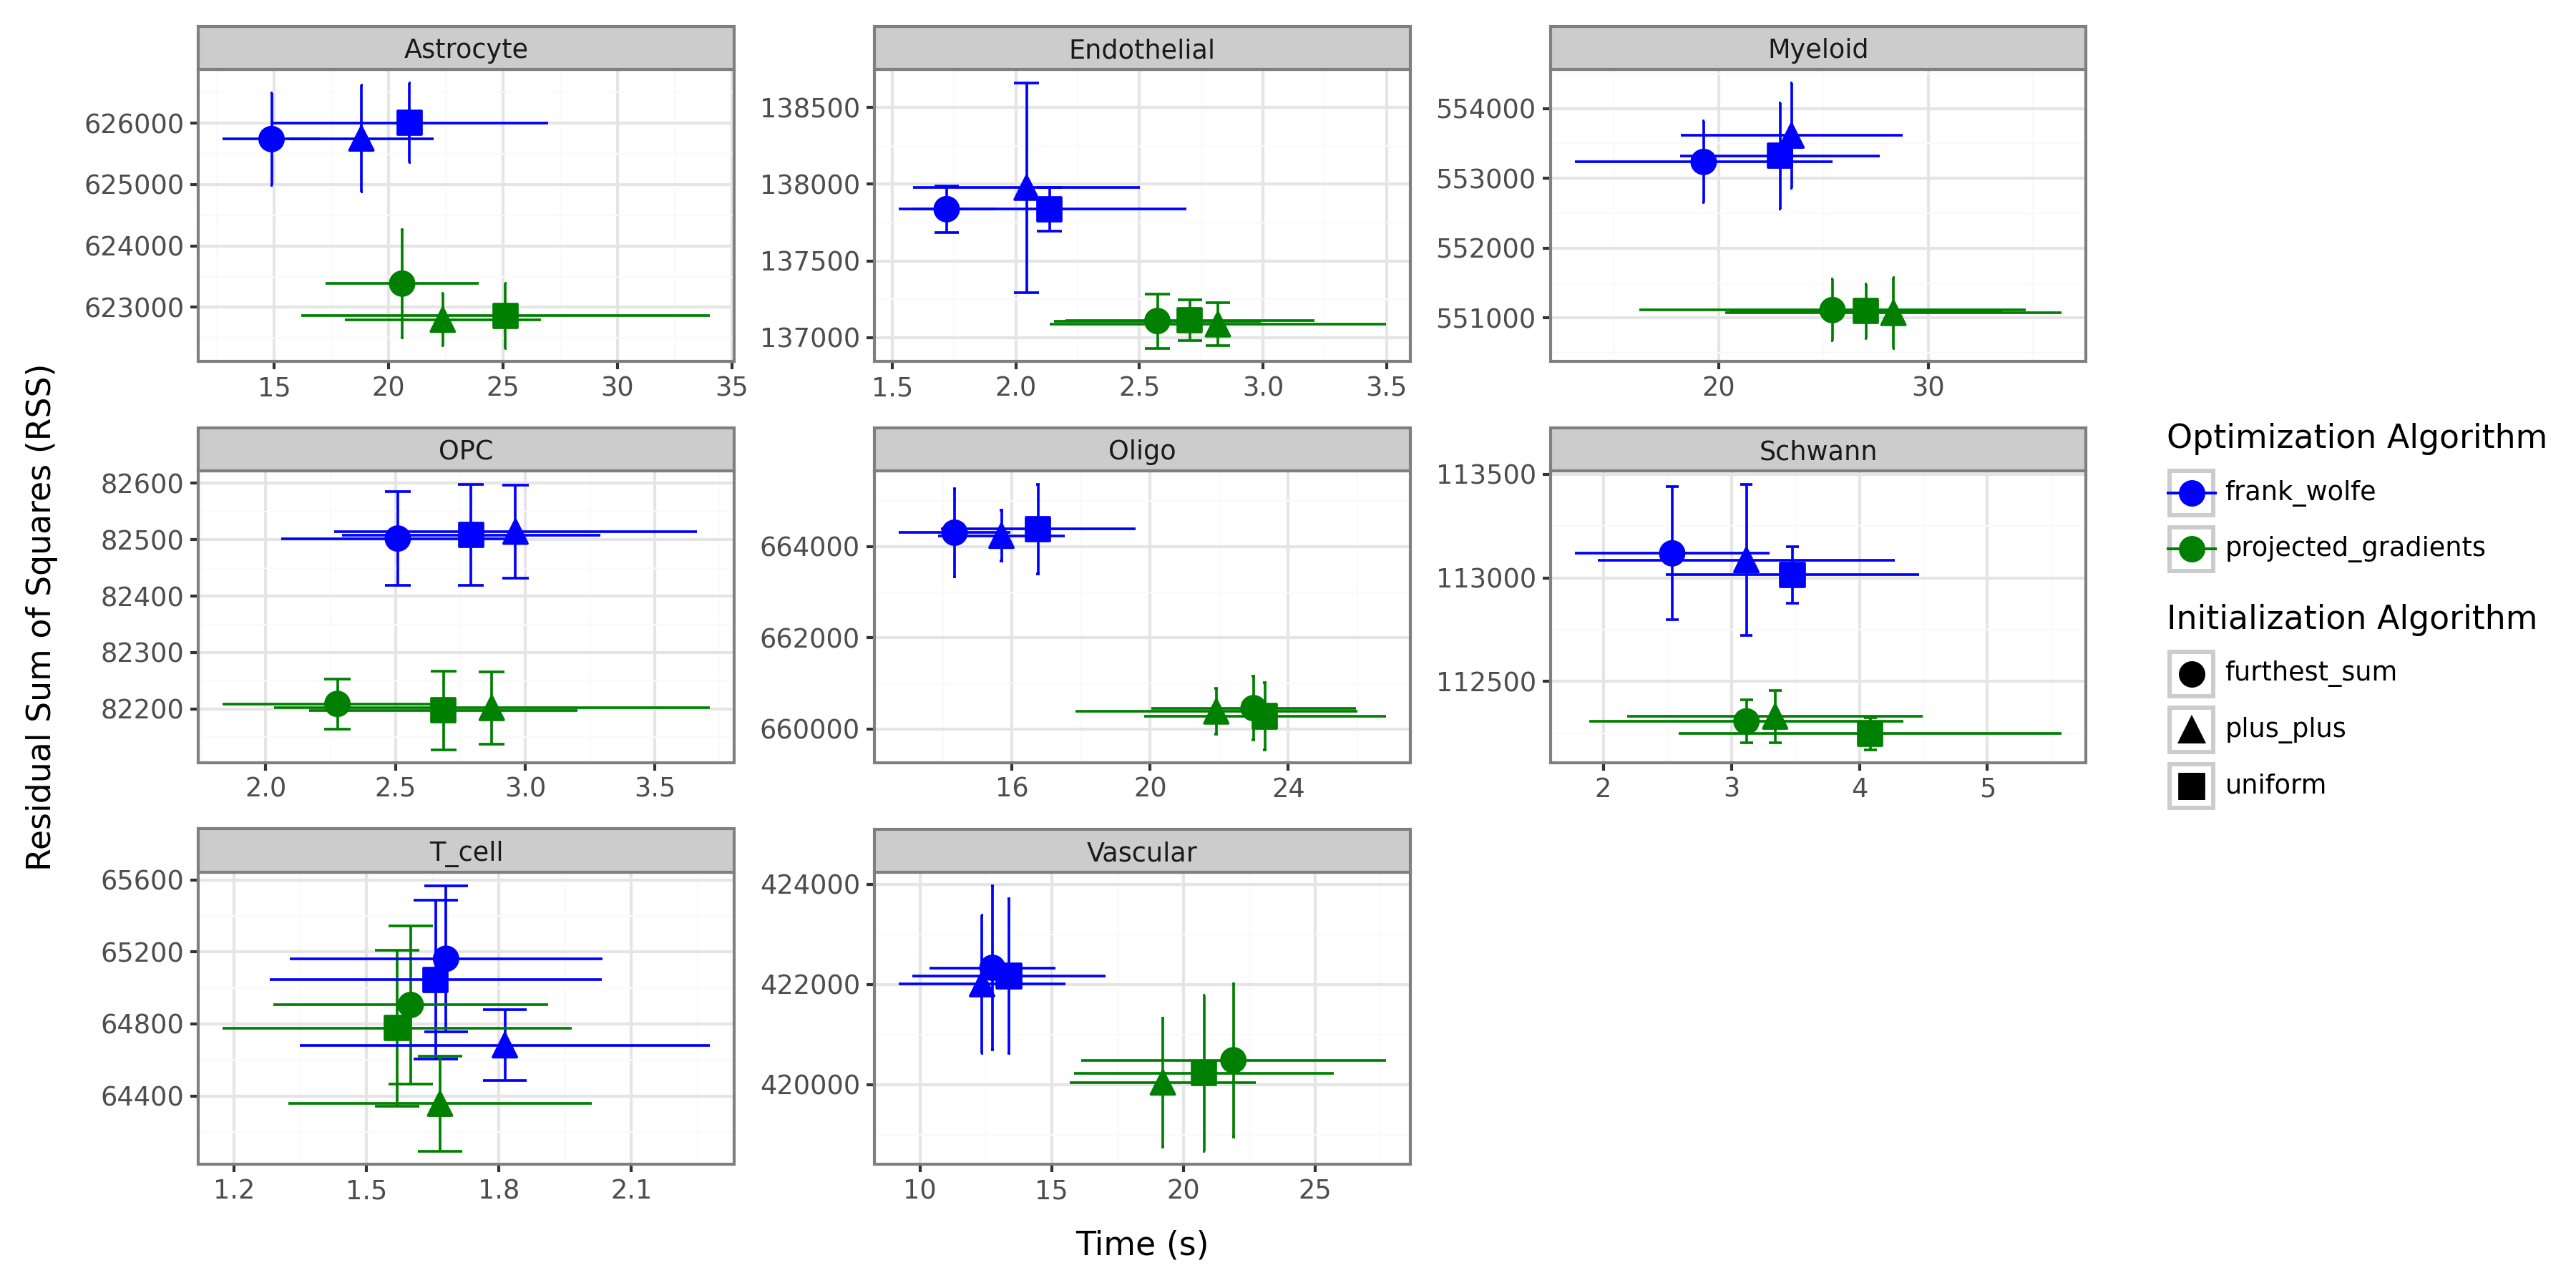 Astrocyte
Endothelial
Myeloid
626000
625000
624000
623000
15 20 25 30 35
138500
138000
137500
137000
1.5 2.0 2.5 3.0 3.5
554000
553000
552000
551000
20 30
Residual Sum of Squares (RSS)
OPC
Oligo
Schwann
82600
82500
82400
82300
82200
2.0 2.5 3.0 3.5
664000
662000
660000
16 20 24
113500
113000
112500
2 3 4 5
T_cell
Vascular
65600
65200
64800
64400
1.2 1.5 1.8 2.1
424000
422000
420000
10 15 20 25
Time (s)
Optimization Algorithm
frank_wolfe
projected_gradients
Initialization Algorithm
furthest_sum
plus_plus
uniform